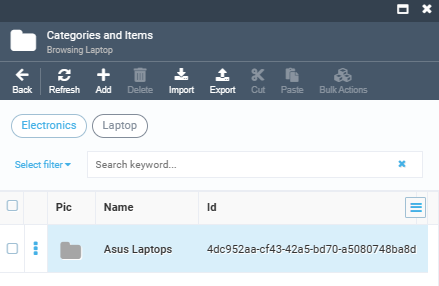 Categories and Items
Browsing Laptop
Back Refresh Add Delete Import Export Cut Paste Bulk Actions
Electronics Laptop
Select filter Search keyword...
Pic Name Id
Asus Laptops 4dc952aa-cf43-42a5-bd70-a5080748ba8d